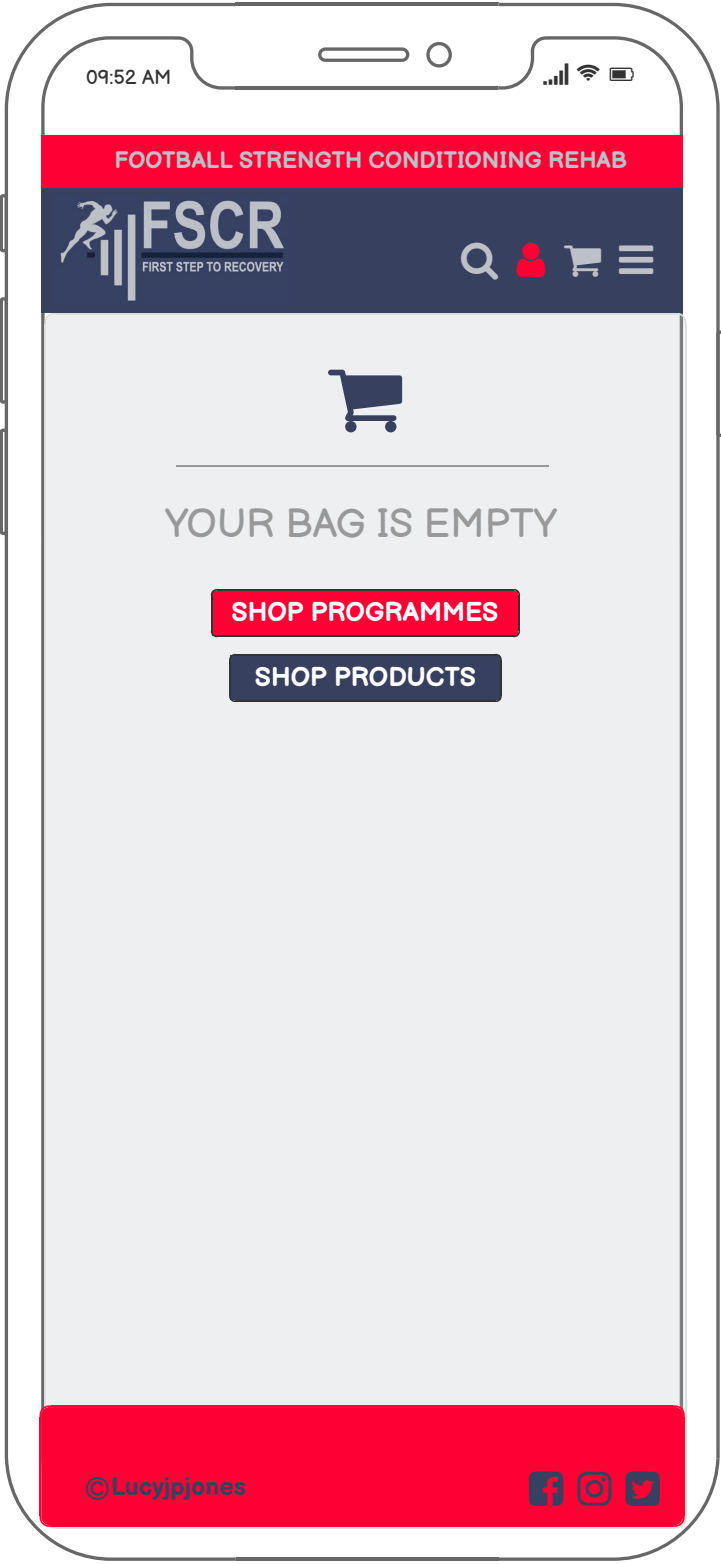 09:52 AM
FOOTBALL STRENGTH CONDITIONING REHAB
FSCR
FIRST STEP TO RECOVERY
YOUR BAG IS EMPTY
SHOP PROGRAMMES
SHOP PRODUCTS
©Lucyjpjones